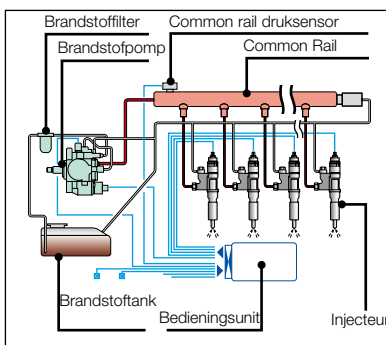 Brandstoffilter
Common rail druksensor
Brandstofpomp
Common Rail
Brandstoftank
Bedieningsunit
Injecteur